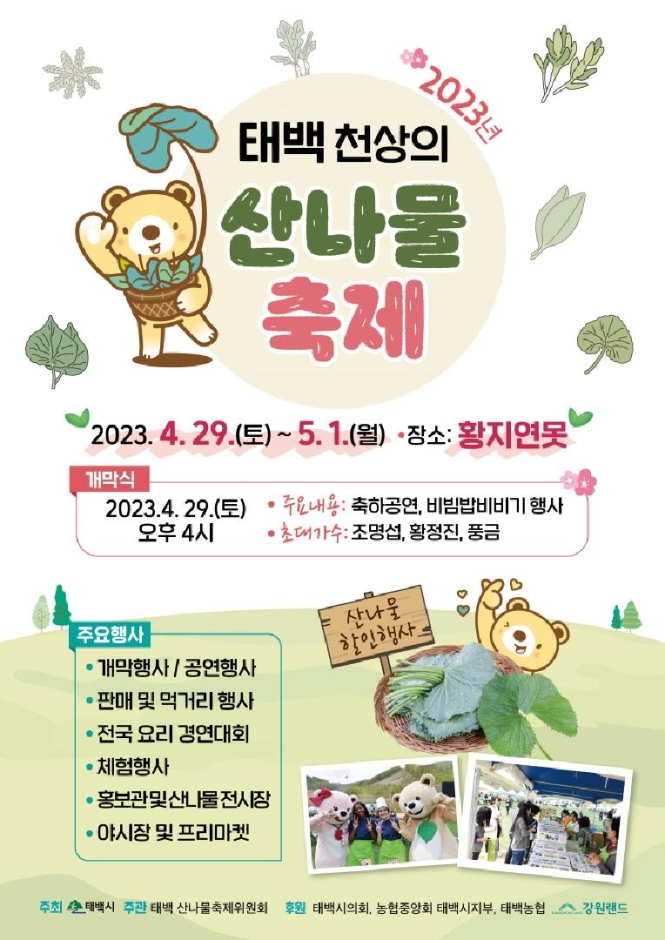 2023년
태백 천상의
산나물
축제
2023. 4. 29.(토) ~ 5. 1.(월) • 장소: 황지연못
개막식
2023.4. 29.(토)
오후 4시
• 주요내용: 축하공연, 비빔밥비비기 행사
• 초대가수: 조명섭, 황정진, 풍금
산나물
할인행사
주요행사
• 개막행사 / 공연행사
• 판매 및 먹거리 행사
• 전국 요리 경연대회
• 체험행사
• 홍보관 및 산나물 전시장
• 야시장 및 프리마켓
주최 태백시 주관 태백 산나물축제위원회 후원 태백시의회, 농협중앙회 태백시지부, 태백농협 강원랜드